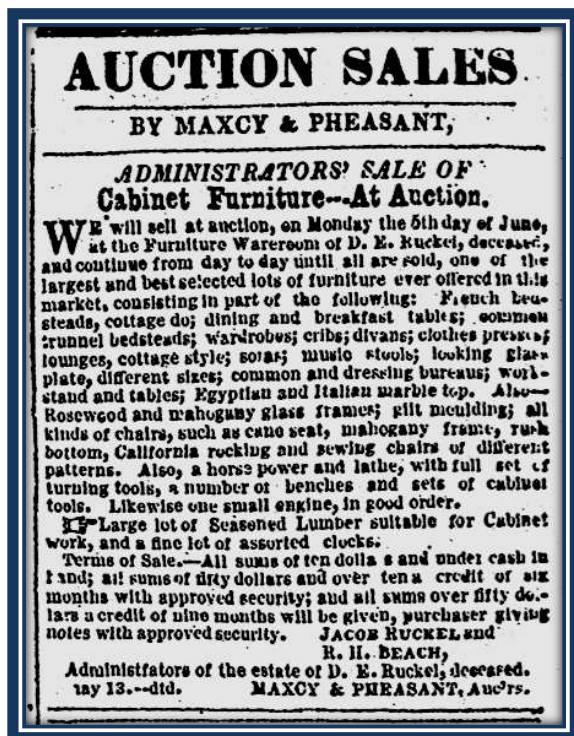 AUCTION SALES
BY MAXCY & PHEASANT,
ADMINISTRATORS' SALE OF
Cabinet Furniture--At Auction.
WE will sell at auction, on Monday the 5th day of June,
at the Furniture Wareroom of D. E. Ruckel, deceased,
and continue from day to day until all are sold, one of the
largest and best selected lots of furniture ever offered in this
market, consisting in part of the following: French bed-
steads, cottage do; dining and breakfast tables; common
trunnel bedsteads; wardrobes; cribs; divans; clothes presses;
lounges, cottage style; sofas; music stools; looking glass
plate, different sizes; common and dressing bureaus; work-
stand and tables; Egyptian and Italian marble top. Also—
Rosewood and mahogany glass frames; gilt moulding; all
kinds of chairs, such as cane seat, mahogany frame, rush
bottom, California rocking and sewing chairs of different
patterns. Also, a horse power and lathe, with full set of
turning tools, a number of benches and sets of cabinet
tools. Likewise one small engine, in good order.
☞Large lot of Seasoned Lumber suitable for Cabinet
work, and a fine lot of assorted clocks.
Terms of Sale.—All sums of ten dolla s and under cash in
hand; all sums of fifty dollars and over ten a credit of six
months with approved security; and all sums over fifty dol-
lars a credit of nine months will be given, purchaser giving
notes with approved security. JACOB RUCKEL and
R. H. BEACH,
Administrators of the estate of D. E. Ruckel, deceased.
may 13.--dtd. MAXCY & PHEASANT, Auc'rs.